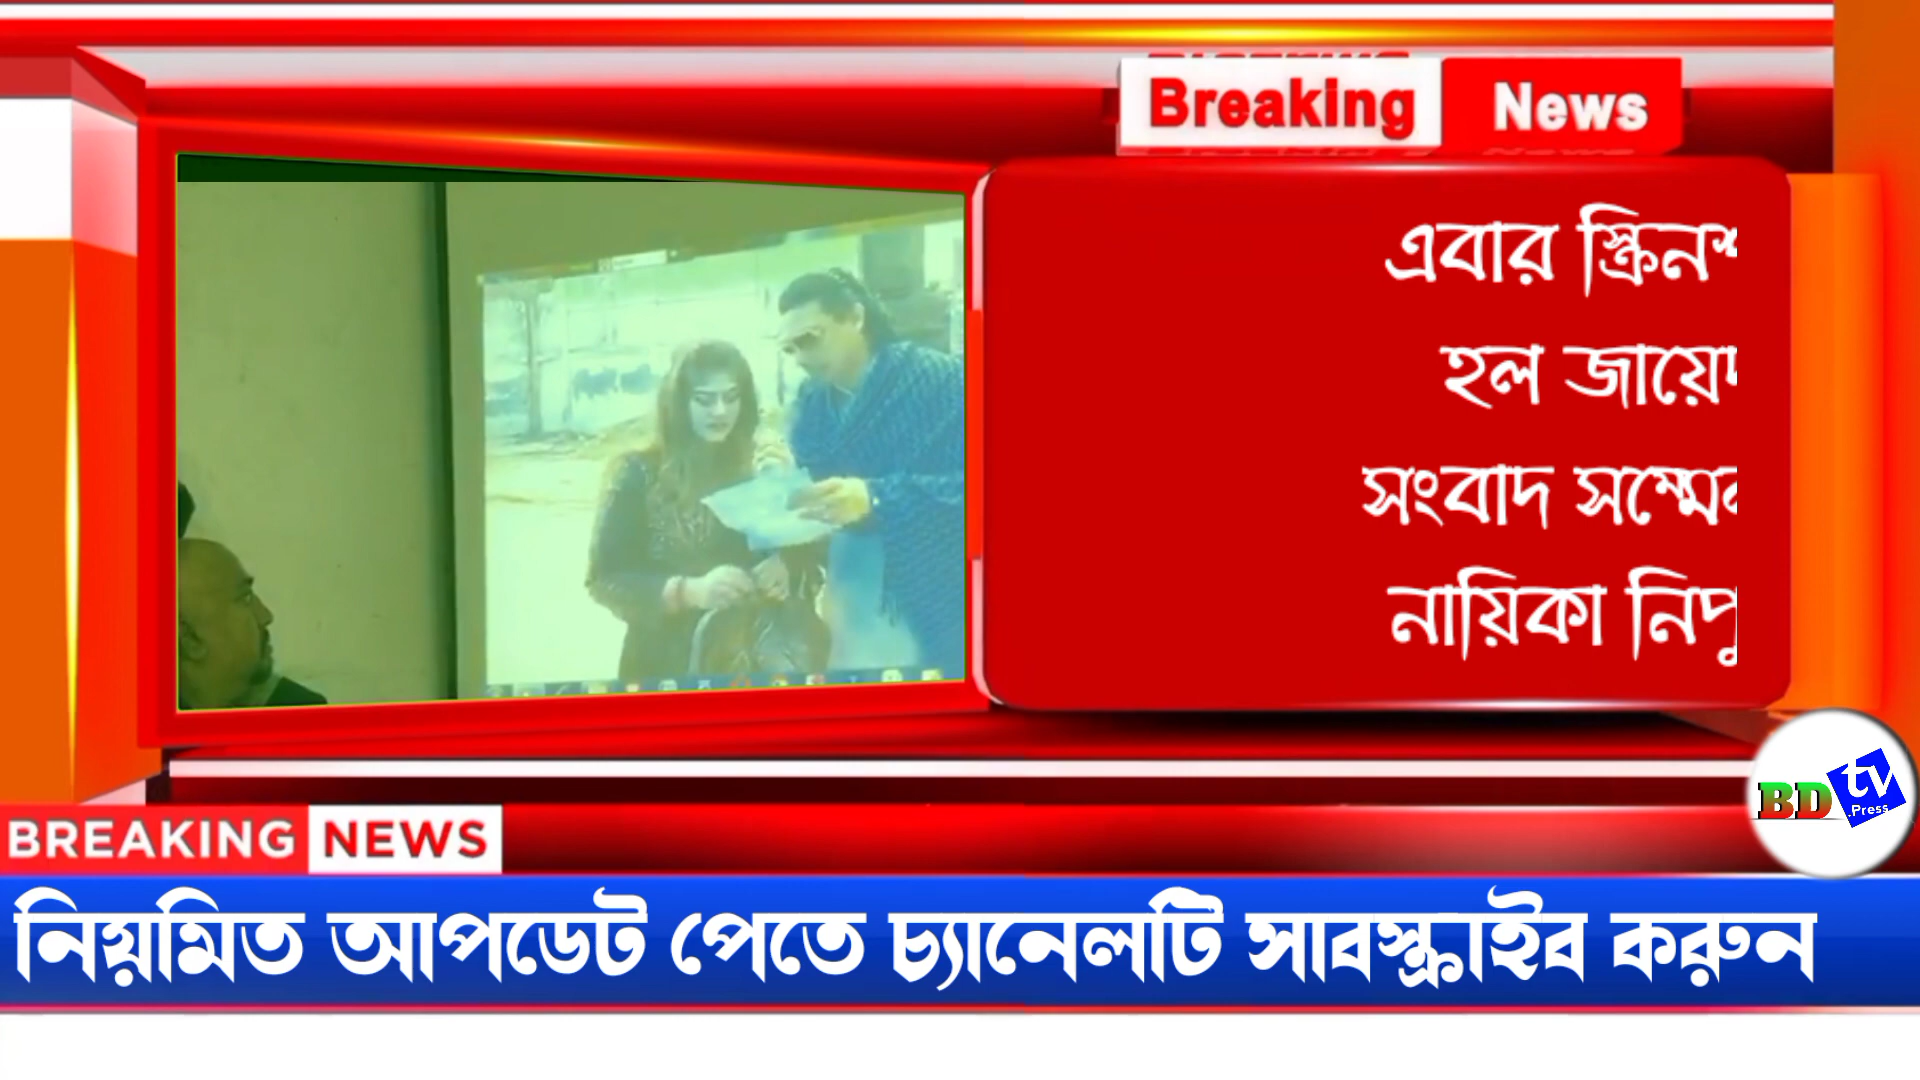 Breaking News
এবার
হল
সংবাদ
নায়িকা
BD tv .Press
BREAKING NEWS
নিয়মিত আপডেট পেতে চ্যানেলটি সাবস্ক্রাইব করুন